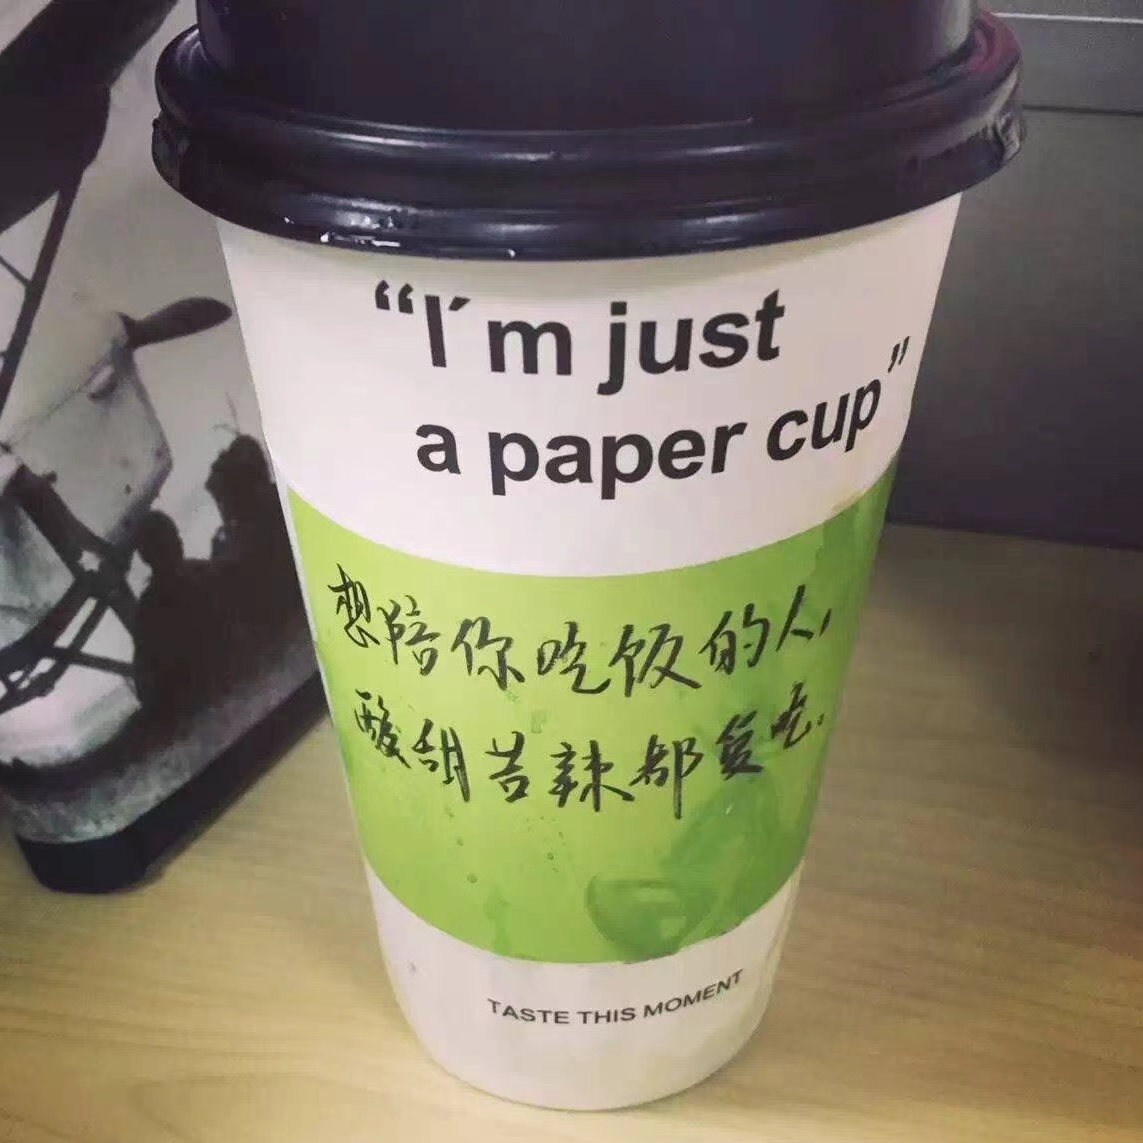 “I´m just
a paper cup”
想陪你吃饭的人,
酸甜苦辣都爱吃.
TASTE THIS MOMENT